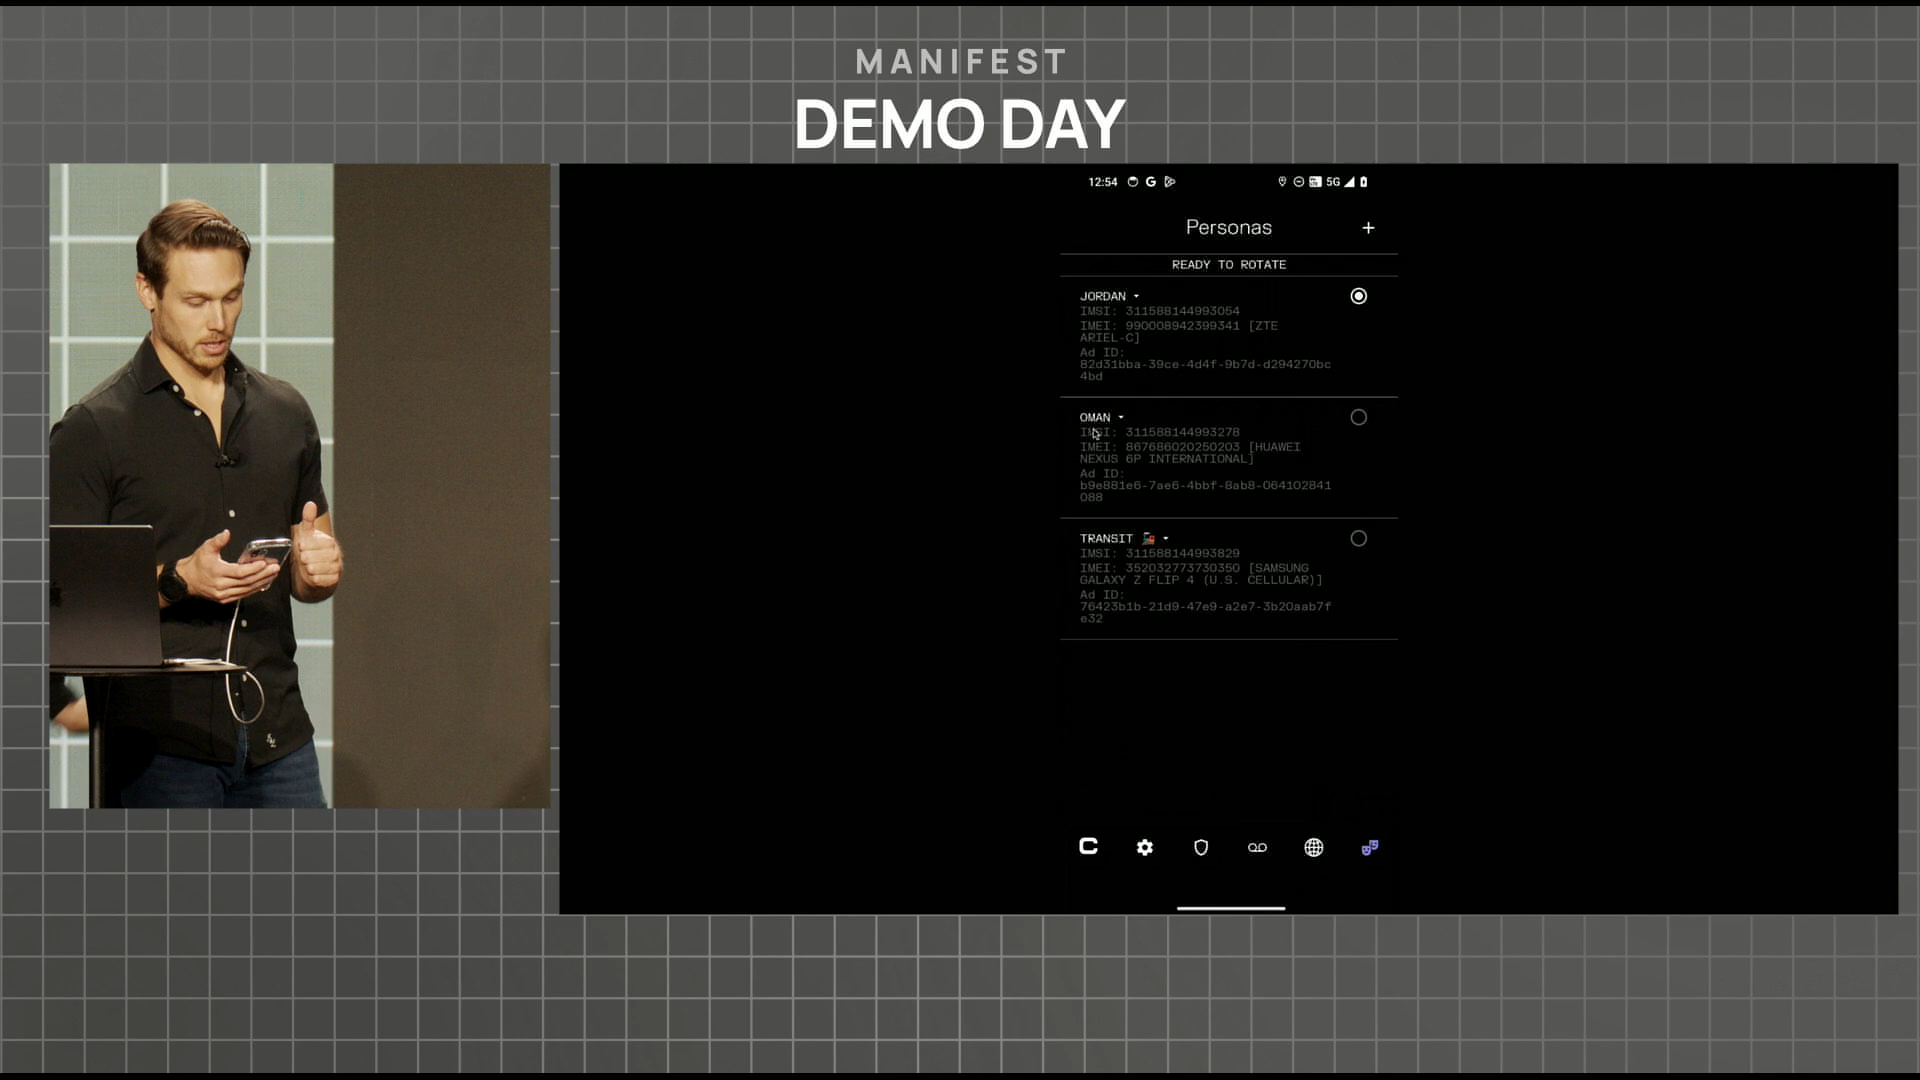 MANIFEST
DEMO DAY
12:54
5G
Personas
+
READY TO ROTATE
JORDAN
IMSI: 311588144993054
IMEI: 990008942399341 [ZTE
ARIEL-C]
Ad ID:
82d31bba-39ce-4d4f-9b7d-d294270bc
4bd
OMAN
IMSI: 311588144993278
IMEI: 867686020250203 [HUAWEI
NEXUS 6P INTERNATIONAL]
Ad ID:
b9e881e6-7ae6-4bbf-8ab8-064102841
088
TRANSIT 🚂
IMSI: 311588144993829
IMEI: 352032773730350 [SAMSUNG
GALAXY Z FLIP 4 (U.S. CELLULAR)]
Ad ID:
76423b1b-21d9-47e9-a2e7-3b20aab7f
e32